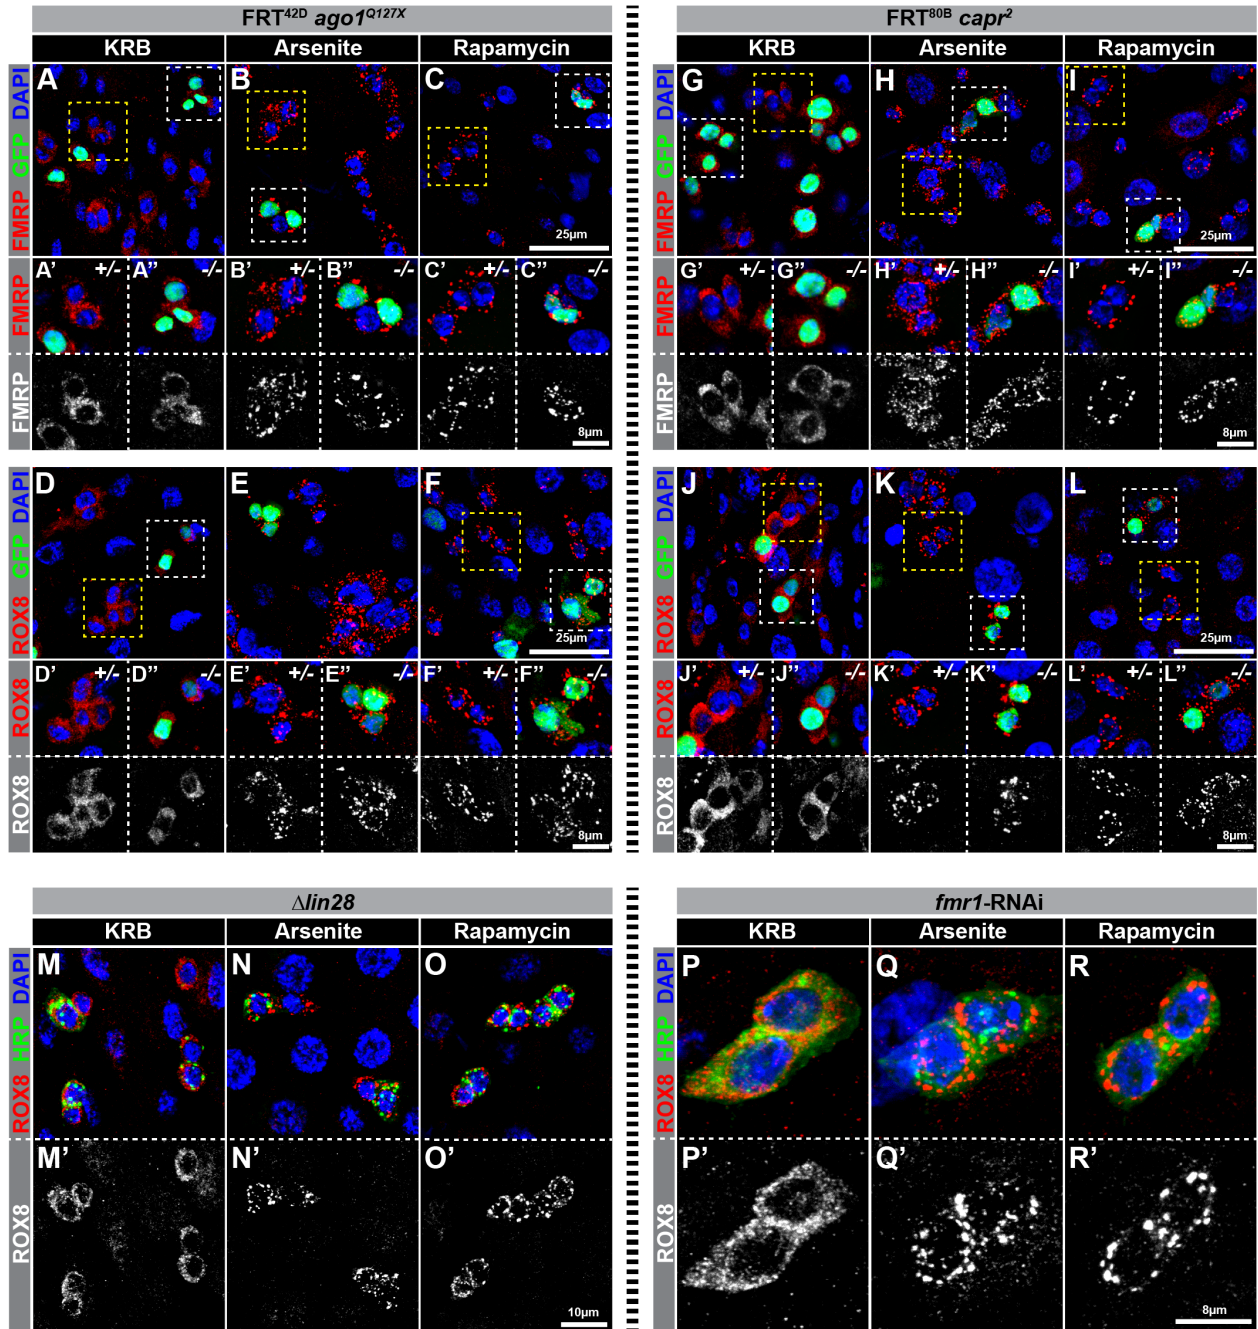 FRT42D ago1Q127X
KRB Arsenite Rapamycin
FMRP GFP DAPI
A B C
25µm
FMRP
A' +/- A" -/- B' +/- B" -/- C' +/- C" -/-
FMRP
8µm
ROX8 GFP DAPI
D E F
25µm
ROX8
D' +/- D" -/- E' +/- E" -/- F' +/- F" -/-
ROX8
8µm
FRT80B capr2
KRB Arsenite Rapamycin
FMRP GFP DAPI
G H I
25µm
FMRP
G' +/- G" -/- H' +/- H" -/- I' +/- I" -/-
FMRP
8µm
ROX8 GFP DAPI
J K L
25µm
ROX8
J' +/- J" -/- K' +/- K" -/- L' +/- L" -/-
ROX8
8µm
Δlin28
KRB Arsenite Rapamycin
ROX8 HRP DAPI
M N O
ROX8
M' N' O'
10µm
fmr1-RNAi
KRB Arsenite Rapamycin
ROX8 HRP DAPI
P Q R
ROX8
P' Q' R'
8µm